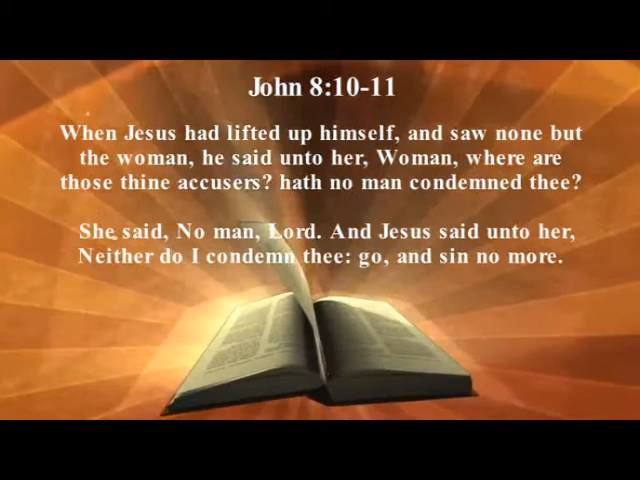 John 8:10-11
When Jesus had lifted up himself, and saw none but
the woman, he said unto her, Woman, where are
those thine accusers? hath no man condemned thee?
She said, No man, Lord. And Jesus said unto her,
Neither do I condemn thee: go, and sin no more.